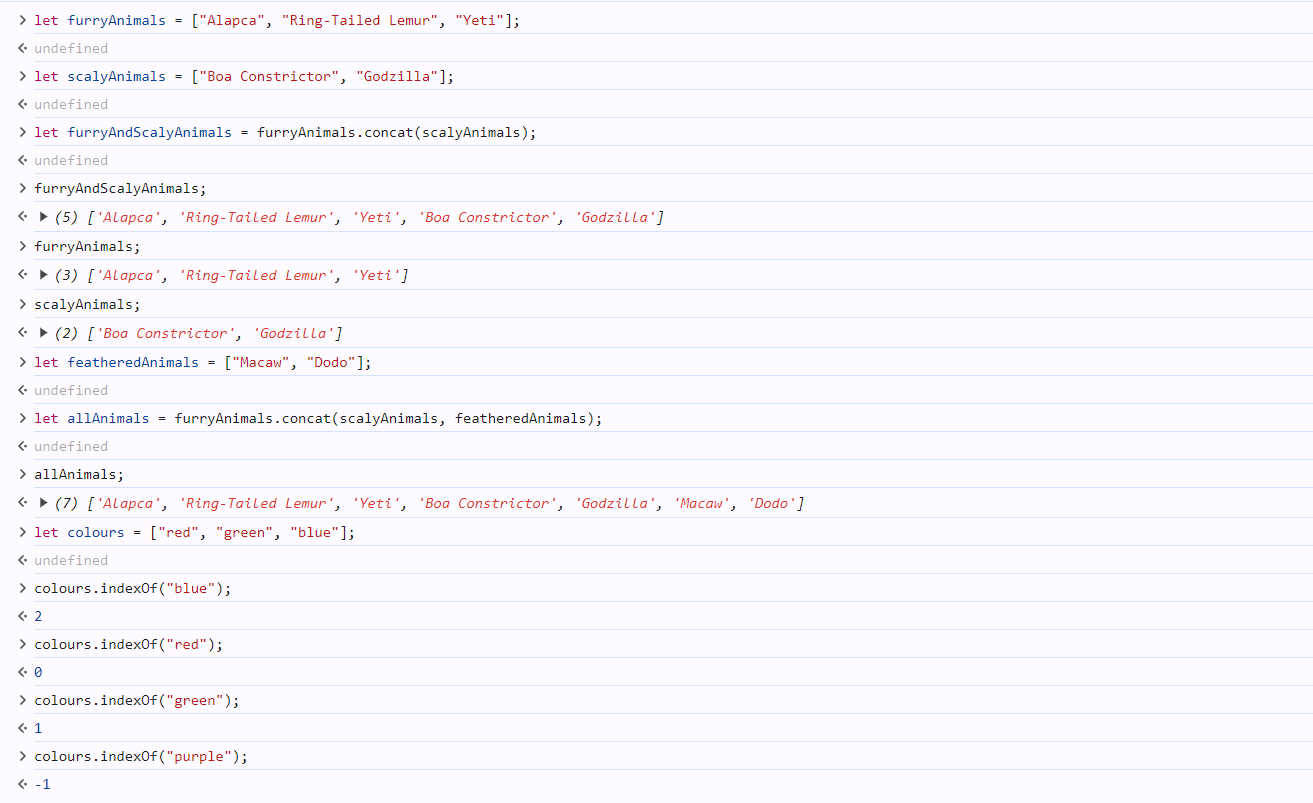 > let furryAnimals = ["Alapca", "Ring-Tailed Lemur", "Yeti"];
undefined
> let scalyAnimals = ["Boa Constrictor", "Godzilla"];
undefined
> let furryAndScalyAnimals = furryAnimals.concat(scalyAnimals);
undefined
> furryAndScalyAnimals;
(5) ['Alapca', 'Ring-Tailed Lemur', 'Yeti', 'Boa Constrictor', 'Godzilla']
> furryAnimals;
(3) ['Alapca', 'Ring-Tailed Lemur', 'Yeti']
> scalyAnimals;
(2) ['Boa Constrictor', 'Godzilla']
> let featheredAnimals = ["Macaw", "Dodo"];
undefined
> let allAnimals = furryAnimals.concat(scalyAnimals, featheredAnimals);
undefined
> allAnimals;
(7) ['Alapca', 'Ring-Tailed Lemur', 'Yeti', 'Boa Constrictor', 'Godzilla', 'Macaw', 'Dodo']
> let colours = ["red", "green", "blue"];
undefined
> colours.indexOf("blue");
2
> colours.indexOf("red");
0
> colours.indexOf("green");
1
> colours.indexOf("purple");
-1